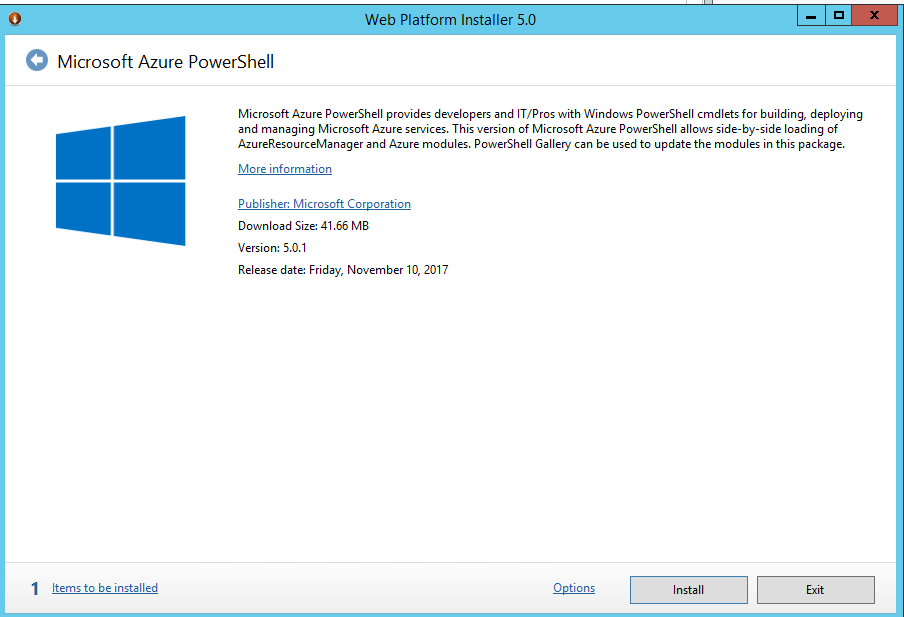 Web Platform Installer 5.0
Microsoft Azure PowerShell
Microsoft Azure PowerShell provides developers and IT/Pros with Windows PowerShell cmdlets for building, deploying
and managing Microsoft Azure services. This version of Microsoft Azure PowerShell allows side-by-side loading of
AzureResourceManager and Azure modules. PowerShell Gallery can be used to update the modules in this package.
More information
Publisher: Microsoft Corporation
Download Size: 41.66 MB
Version: 5.0.1
Release date: Friday, November 10, 2017
1 Items to be installed
Options
Install
Exit